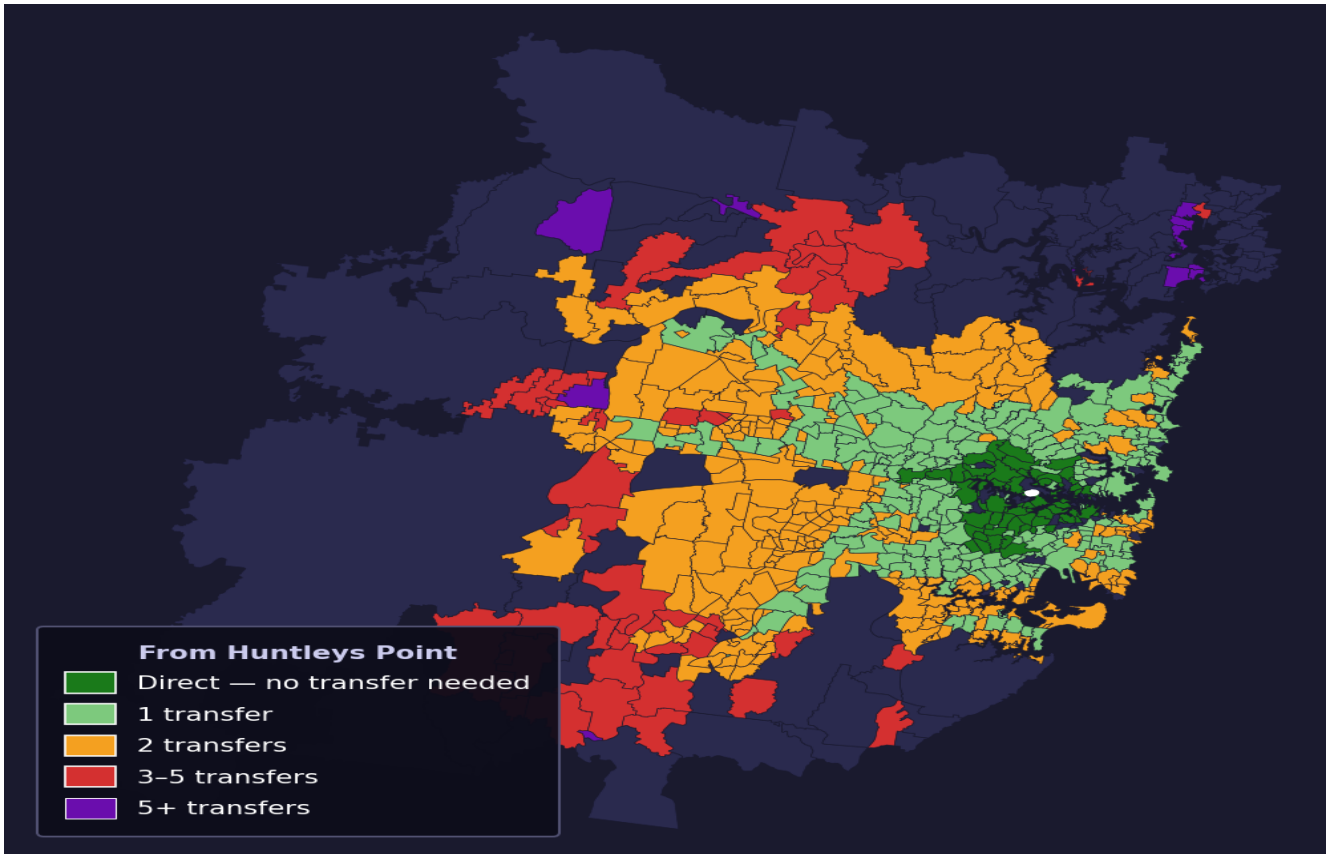 From Huntleys Point
Direct — no transfer needed
1 transfer
2 transfers
3–5 transfers
5+ transfers